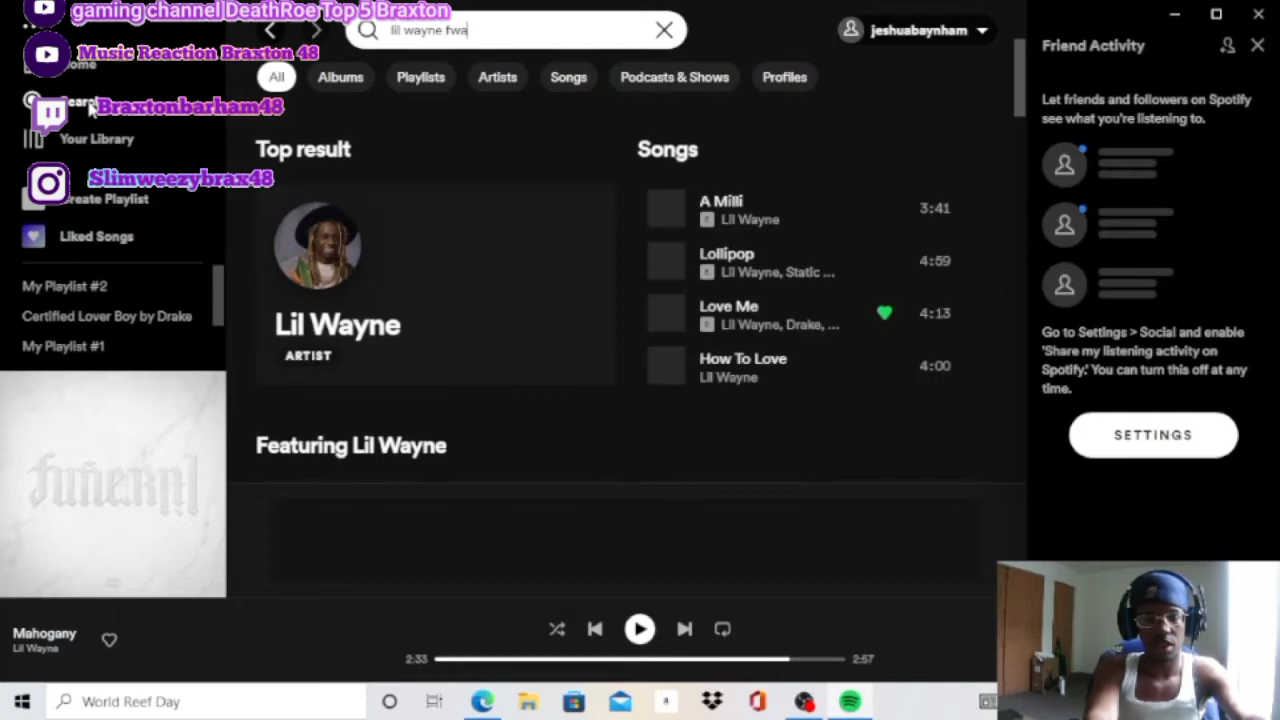 gaming channel DeathRoe Top 5 Braxton
lil wayne fwa
jeshuabaynham
Friend Activity
Music Reaction Braxton 48
All
Albums
Playlists
Artists
Songs
Podcasts & Shows
Profiles
Braxtonbarham48
Your Library
Slimweezybrax48
Create Playlist
Liked Songs
My Playlist #2
Certified Lover Boy by Drake
My Playlist #1
funeral
Top result
Lil Wayne
ARTIST
Songs
A Milli
E Lil Wayne
3:41
Lollipop
E Lil Wayne, Static ...
4:59
Love Me
E Lil Wayne, Drake, ...
4:13
How To Love
Lil Wayne
4:00
Featuring Lil Wayne
Let friends and followers on Spotify
see what you're listening to.
Go to Settings > Social and enable
'Share my listening activity on
Spotify.' You can turn this off at any
time.
SETTINGS
Mahogany
Lil Wayne
2:33
2:57
World Reef Day